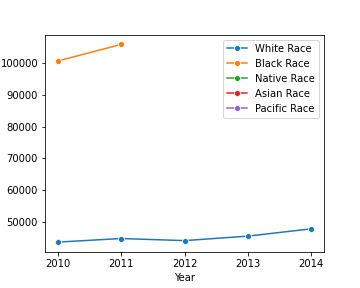 White Race
Black Race
Native Race
Asian Race
Pacific Race
100000
90000
80000
70000
60000
50000
2010 2011 2012 2013 2014
Year